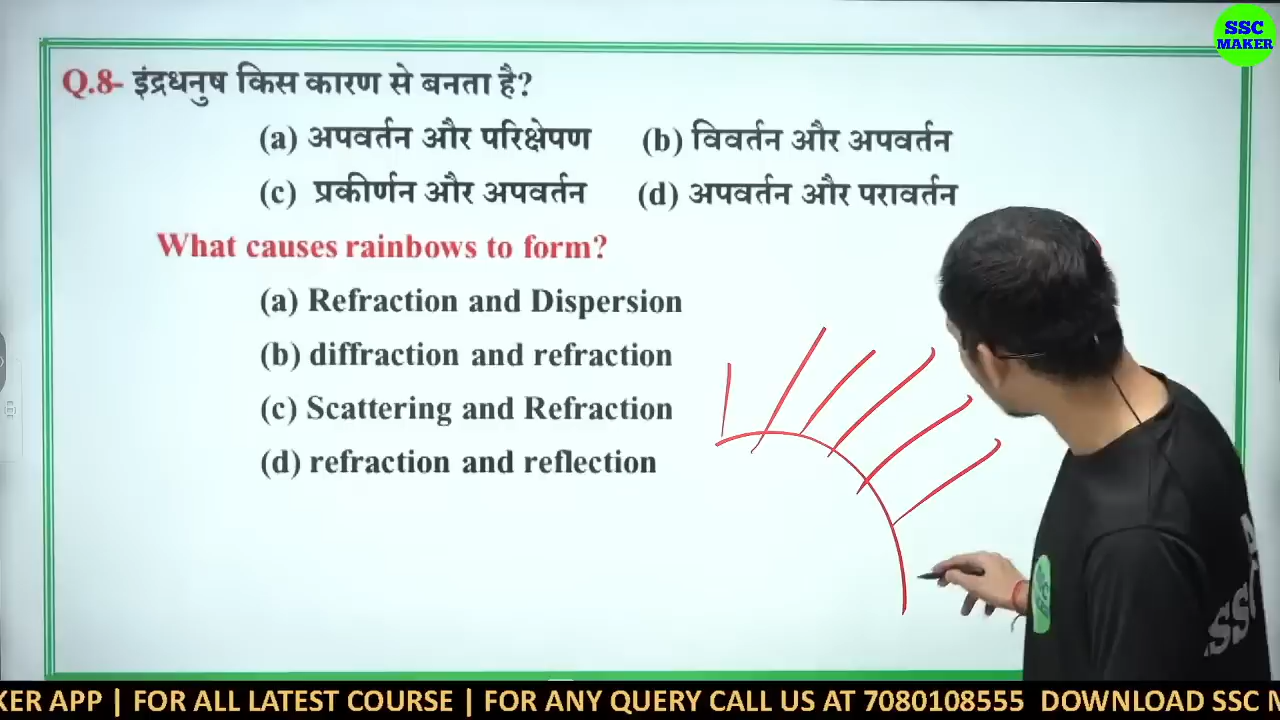 SSC
MAKER
Q.8- इंद्रधनुष किस कारण से बनता है?
(a) अपवर्तन और परिक्षेपण (b) विवर्तन और अपवर्तन
(c) प्रकीर्णन और अपवर्तन (d) अपवर्तन और परावर्तन
What causes rainbows to form?
(a) Refraction and Dispersion
(b) diffraction and refraction
(c) Scattering and Refraction
(d) refraction and reflection
SSC
KER APP | FOR ALL LATEST COURSE | FOR ANY QUERY CALL US AT 7080108555 DOWNLOAD SSC